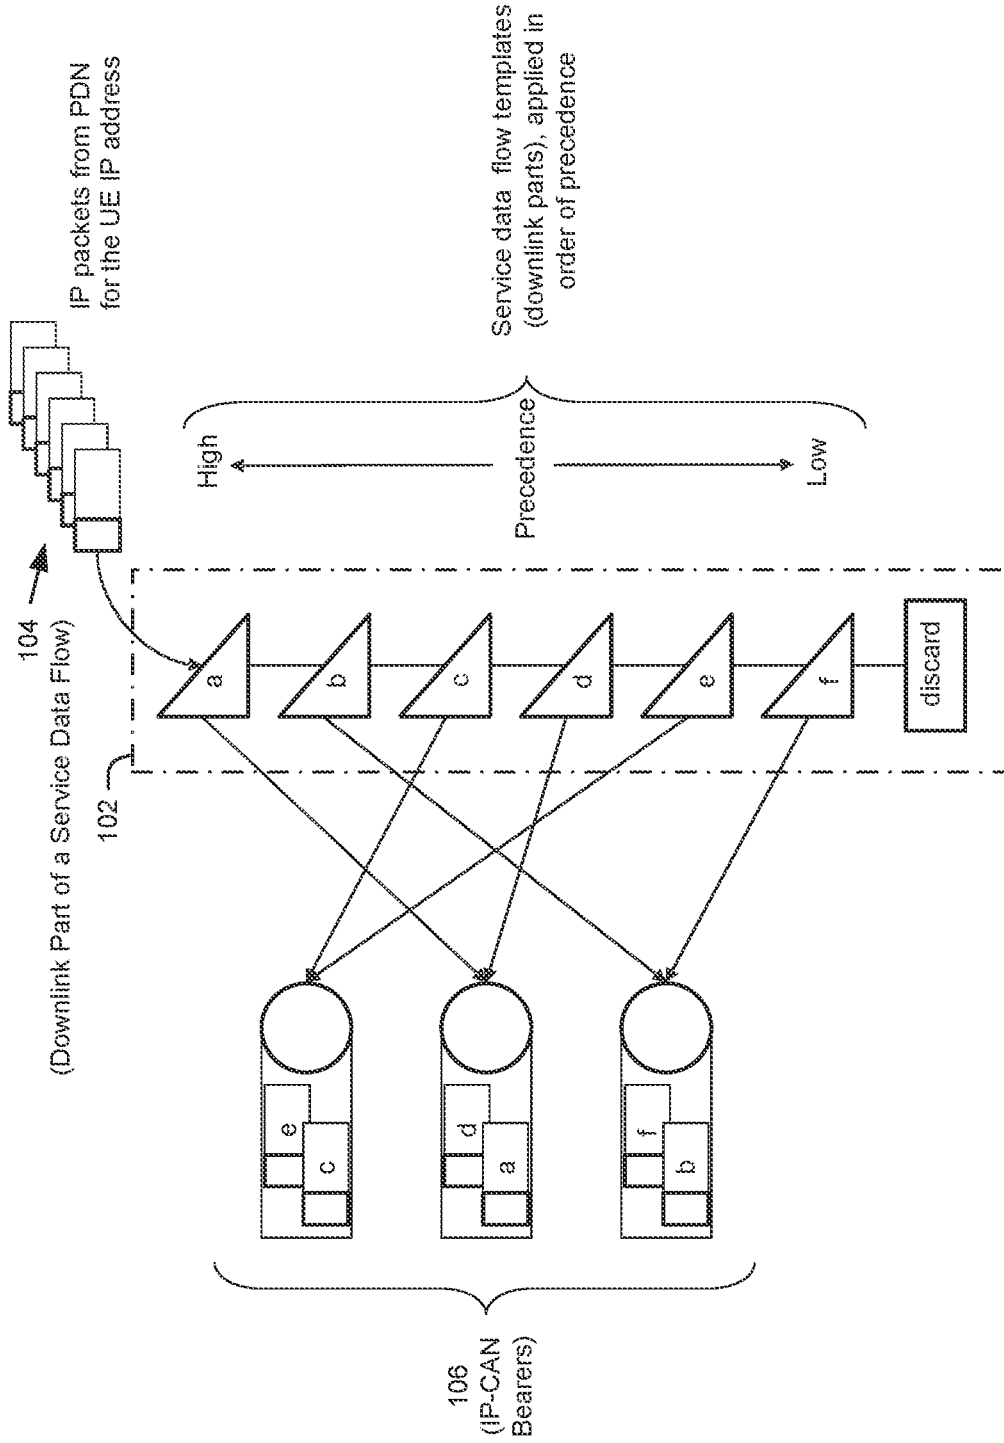 IP packets from PDN
for the UE IP address
104
(Downlink Part of a Service Data Flow)
102
a
b
c
d
e
f
discard
High
Precedence
Low
Service data flow templates
(downlink parts), applied in
order of precedence
e
c
d
a
f
b
106
(IP-CAN
Bearers)